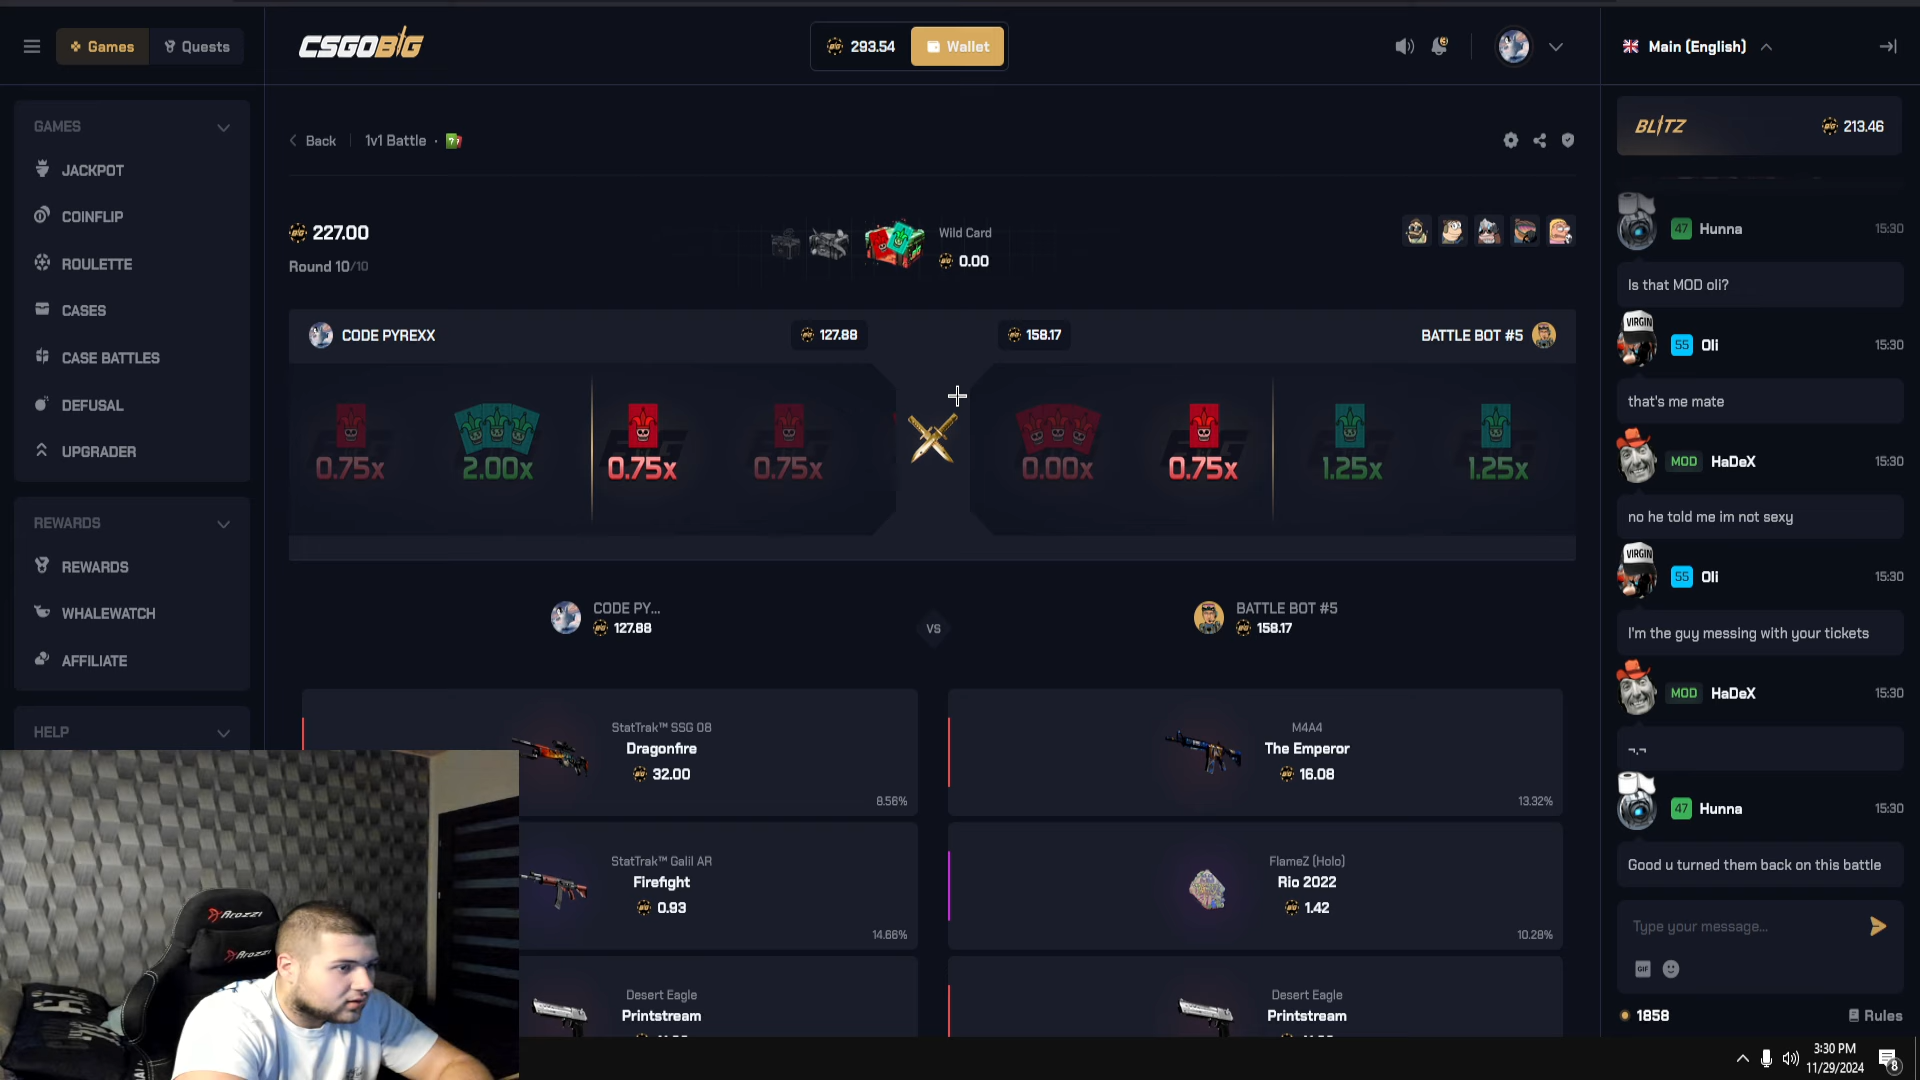 Games
Quests
CSGOBIG
293.54
Wallet
3
Main (English)
GAMES
JACKPOT
COINFLIP
ROULETTE
CASES
CASE BATTLES
DEFUSAL
UPGRADER
REWARDS
REWARDS
WHALEWATCH
AFFILIATE
HELP
Back
1v1 Battle ·
227.00
Round 10/10
Wild Card
0.00
CODE PYREXX
127.88
158.17
BATTLE BOT #5
0.75x
2.00x
0.75x
0.75x
0.00x
0.75x
1.25x
1.25x
CODE PY...
127.88
VS
BATTLE BOT #5
158.17
StatTrak™ SSG 08
Dragonfire
32.00
8.56%
M4A4
The Emperor
16.08
13.32%
StatTrak™ Galil AR
Firefight
0.93
14.66%
FlameZ (Holo)
Rio 2022
1.42
10.28%
Desert Eagle
Printstream
Desert Eagle
Printstream
BLITZ
213.46
47 Hunna 15:30
Is that MOD oli?
VIRGIN
55 Oli 15:30
that's me mate
MOD HaDeX 15:30
no he told me im not sexy
VIRGIN
55 Oli 15:30
I'm the guy messing with your tickets
MOD HaDeX 15:30
¬.¬
47 Hunna 15:30
Good u turned them back on this battle
Type your message...
GIF
1858
Rules
Arozzi
Arozzi
3:30 PM
11/29/2024
8